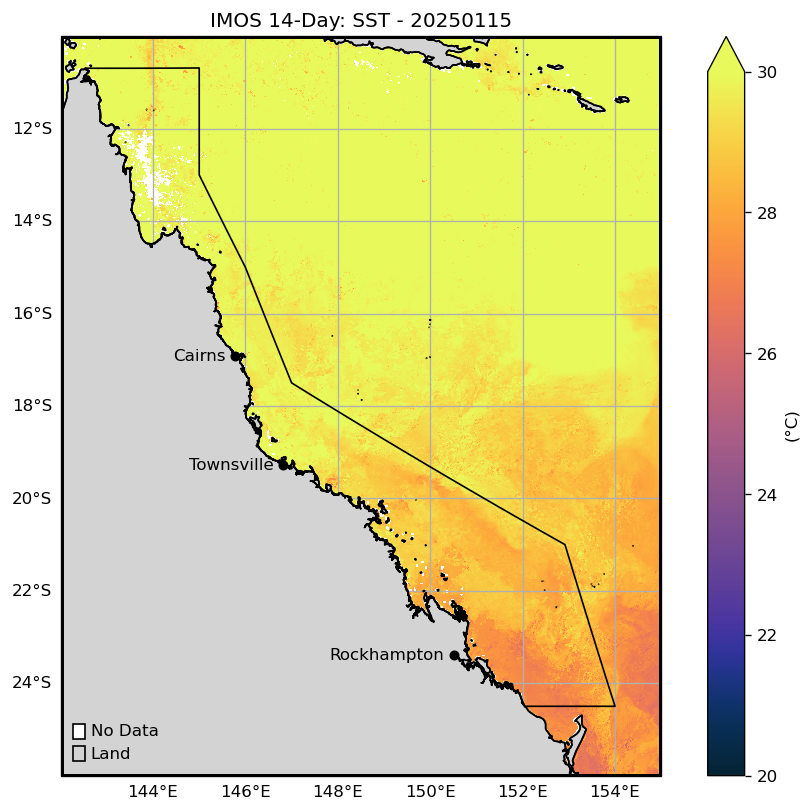 IMOS 14-Day: SST - 20250115
12°S
14°S
16°S
18°S
20°S
22°S
24°S
Cairns
Townsville
Rockhampton
No Data
Land
144°E 146°E 148°E 150°E 152°E 154°E
30
28
26
24
22
20
(°C)